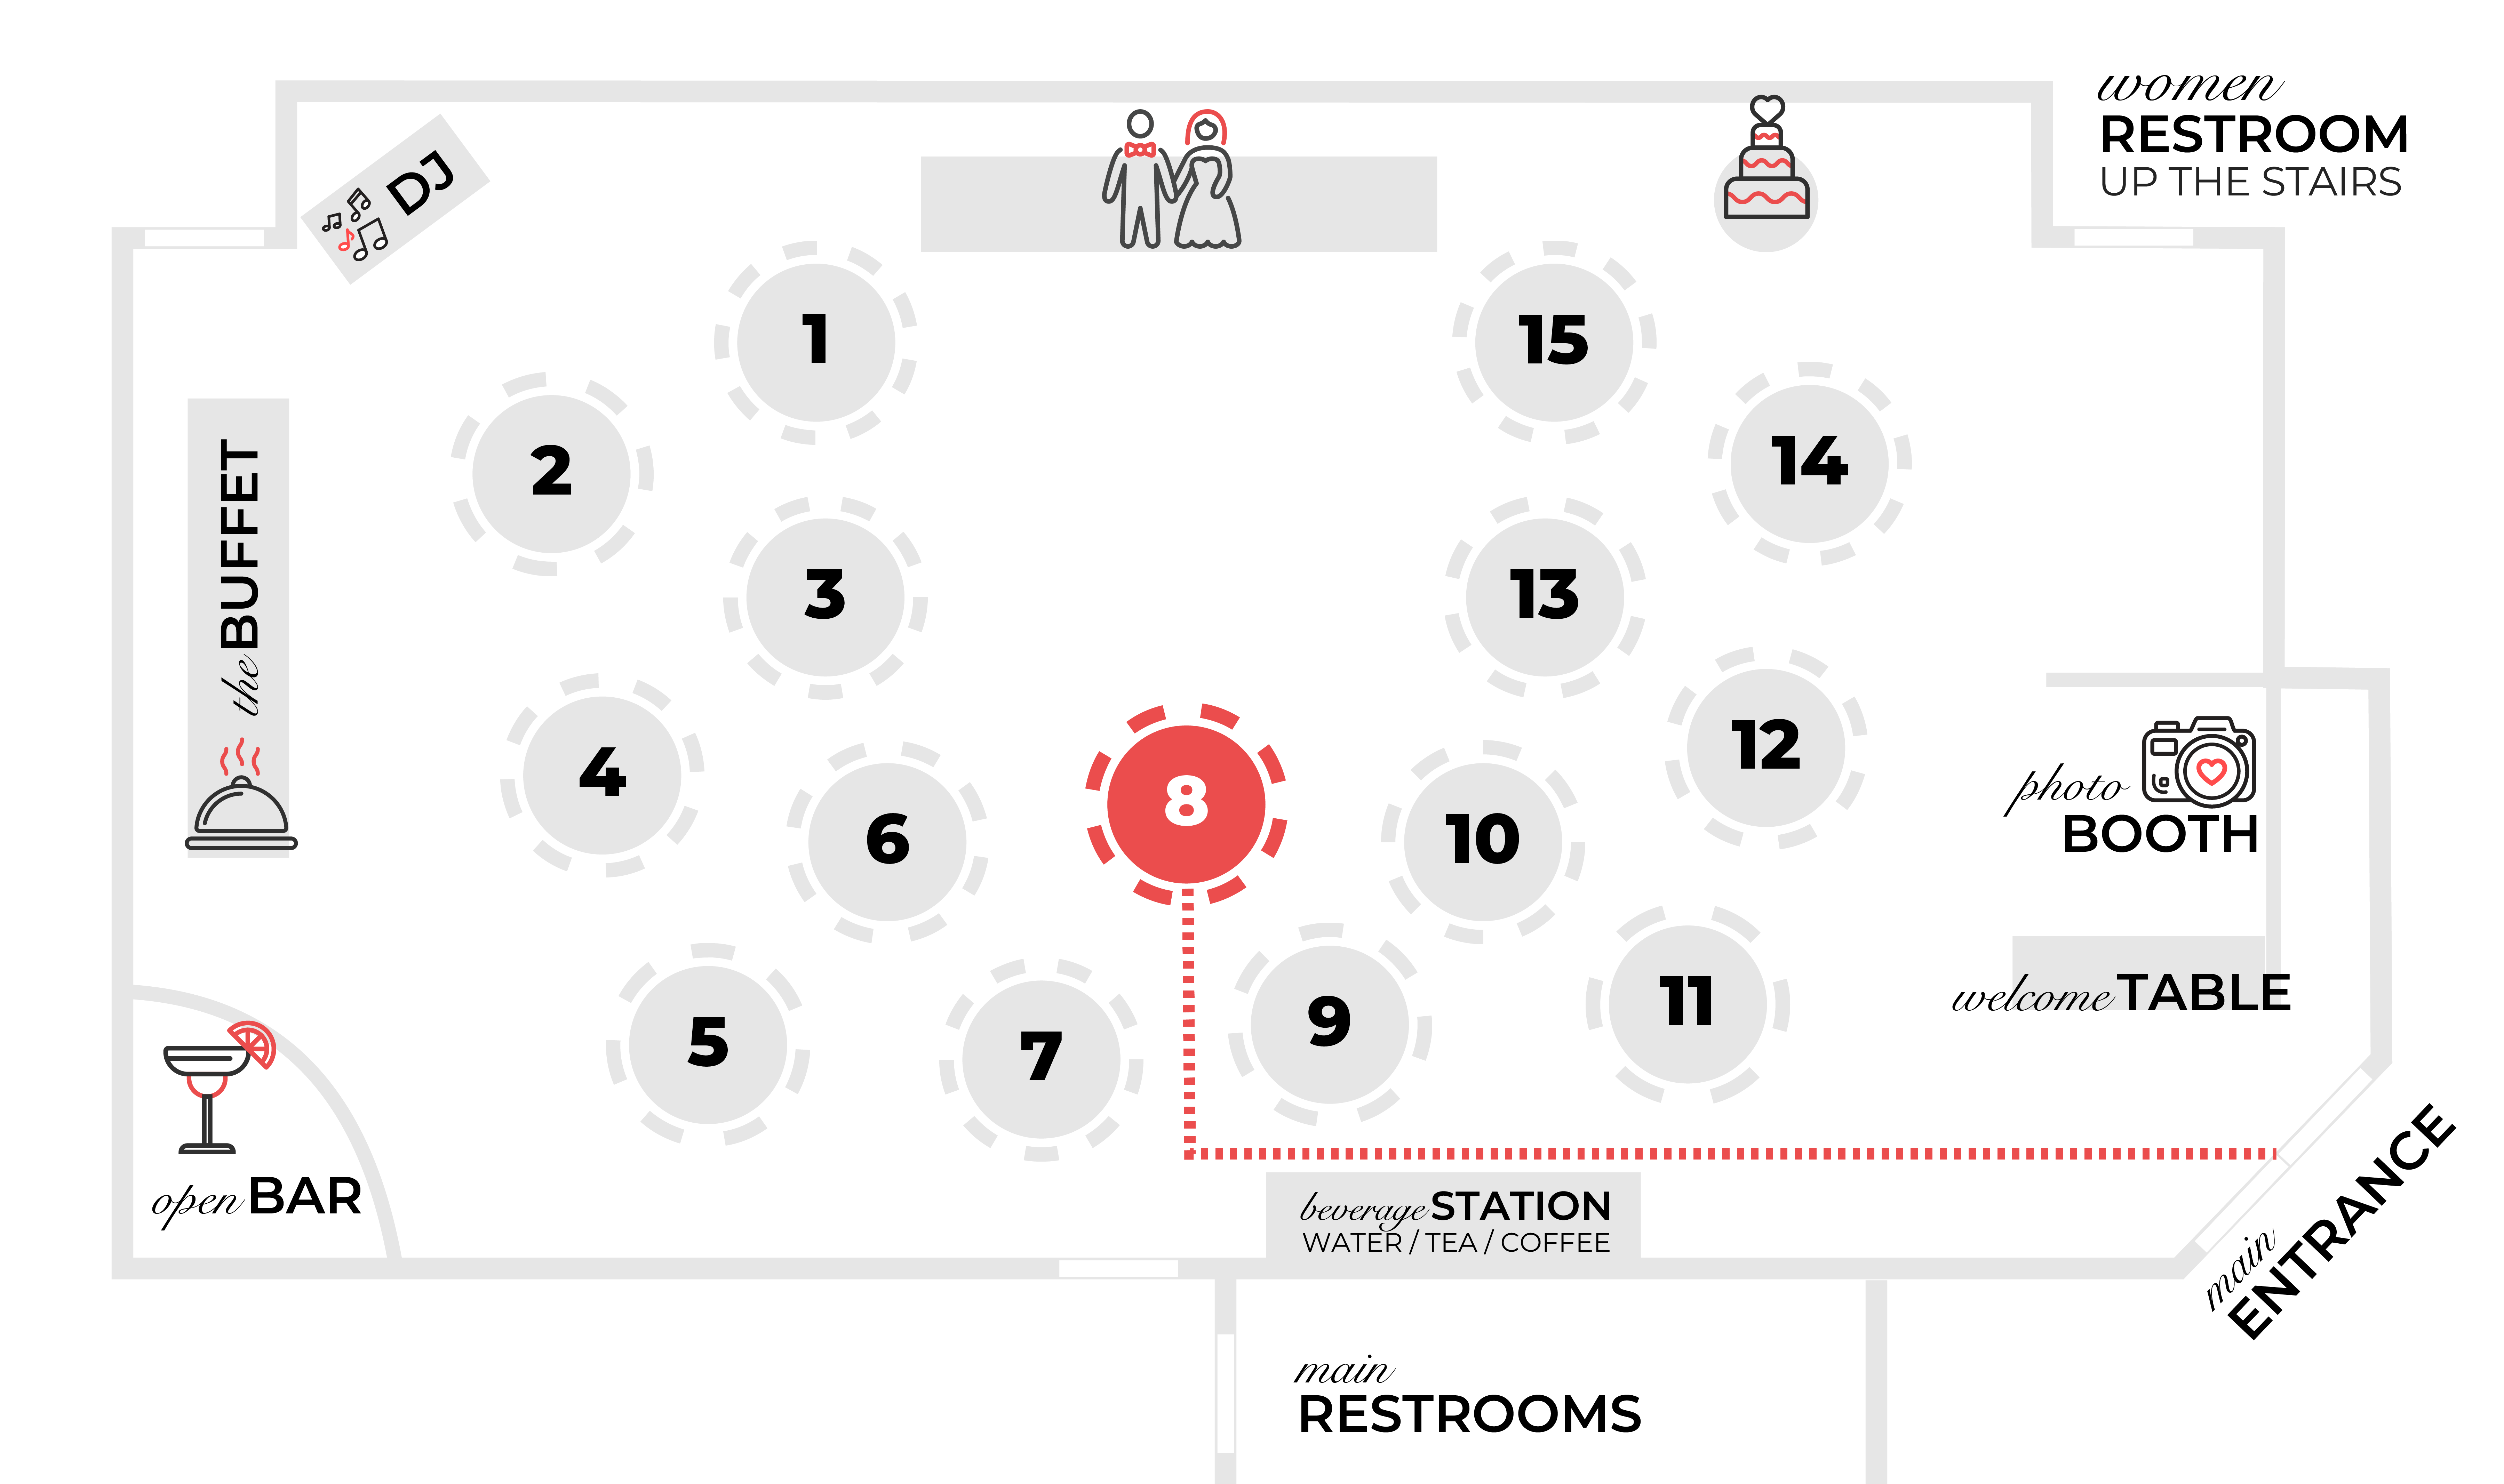 women
RESTROOM
UP THE STAIRS
DJ
1
15
2
14
the BUFFET
3
13
4
6
8
10
12
photo
BOOTH
5
7
9
11
welcome TABLE
open BAR
beverage STATION
WATER / TEA / COFFEE
main
ENTRANCE
main
RESTROOMS